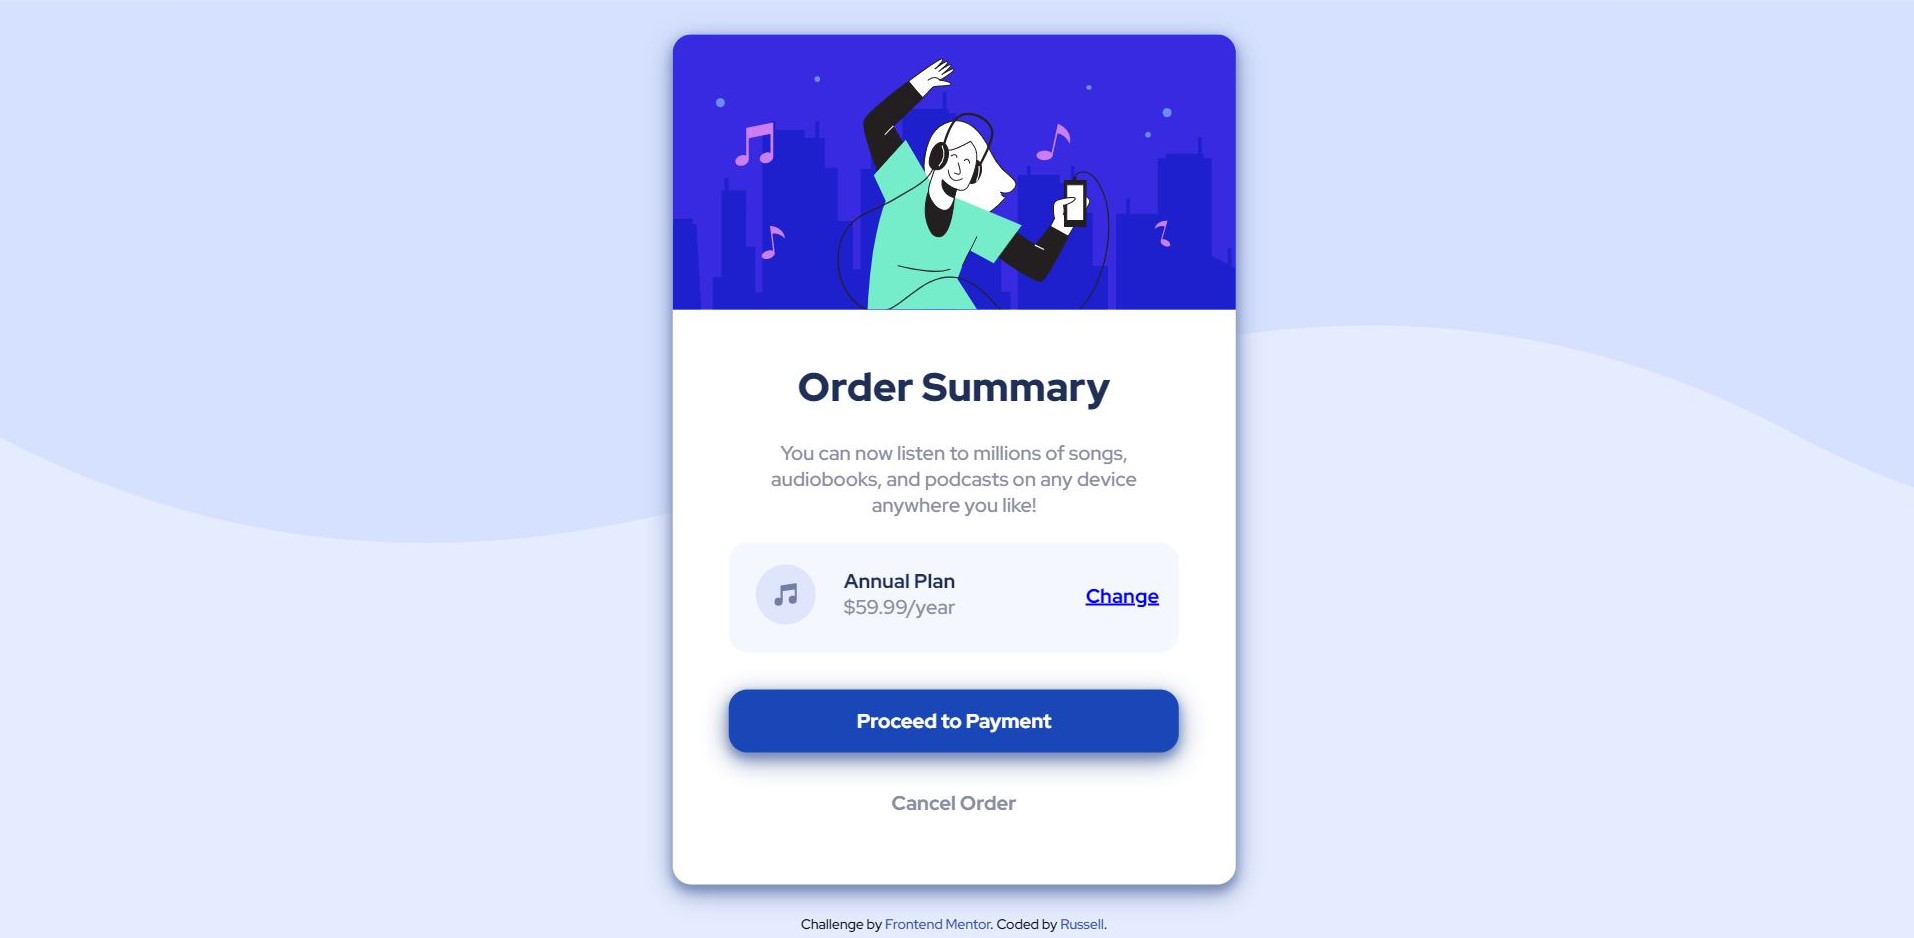 Order Summary
You can now listen to millions of songs,
audiobooks, and podcasts on any device
anywhere you like!
Annual Plan
$59.99/year
Change
Proceed to Payment
Cancel Order
Challenge by Frontend Mentor. Coded by Russell.